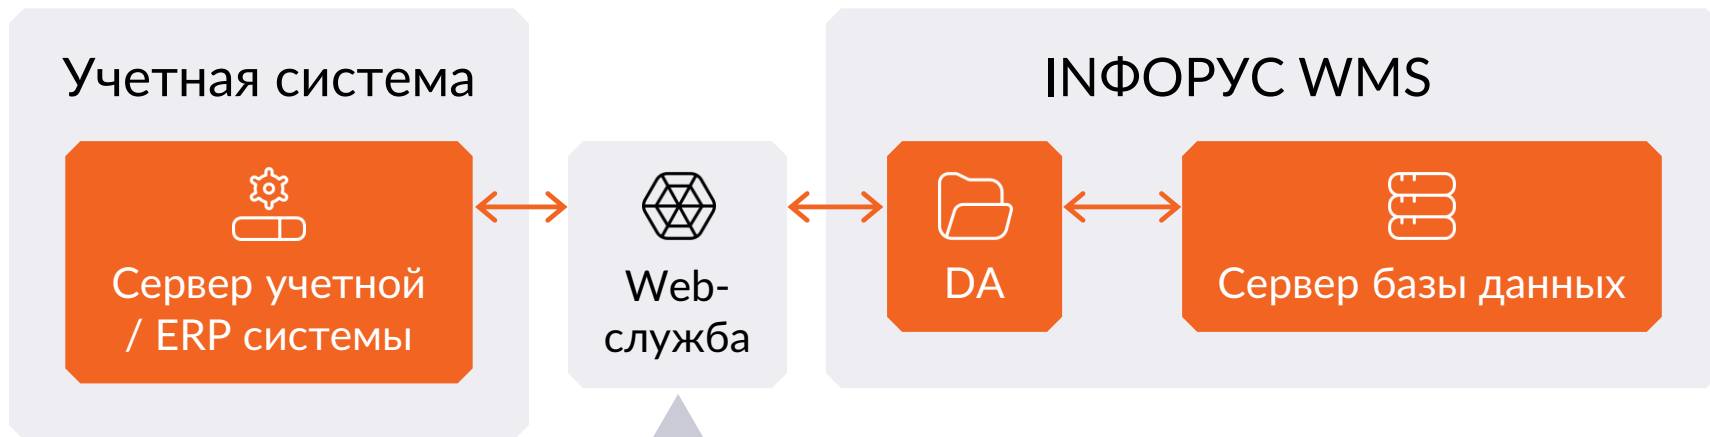 Учетная система
INФОРУС WMS
Сервер учетной
/ ERP системы
Web-
служба
DA
Сервер базы данных